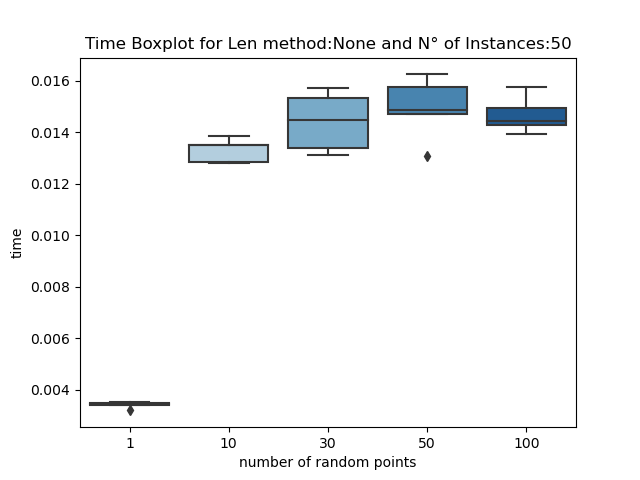 Time Boxplot for Len method:None and N° of Instances:50
0.016
0.014
0.012
0.010
0.008
0.006
0.004
time
1 10 30 50 100
number of random points